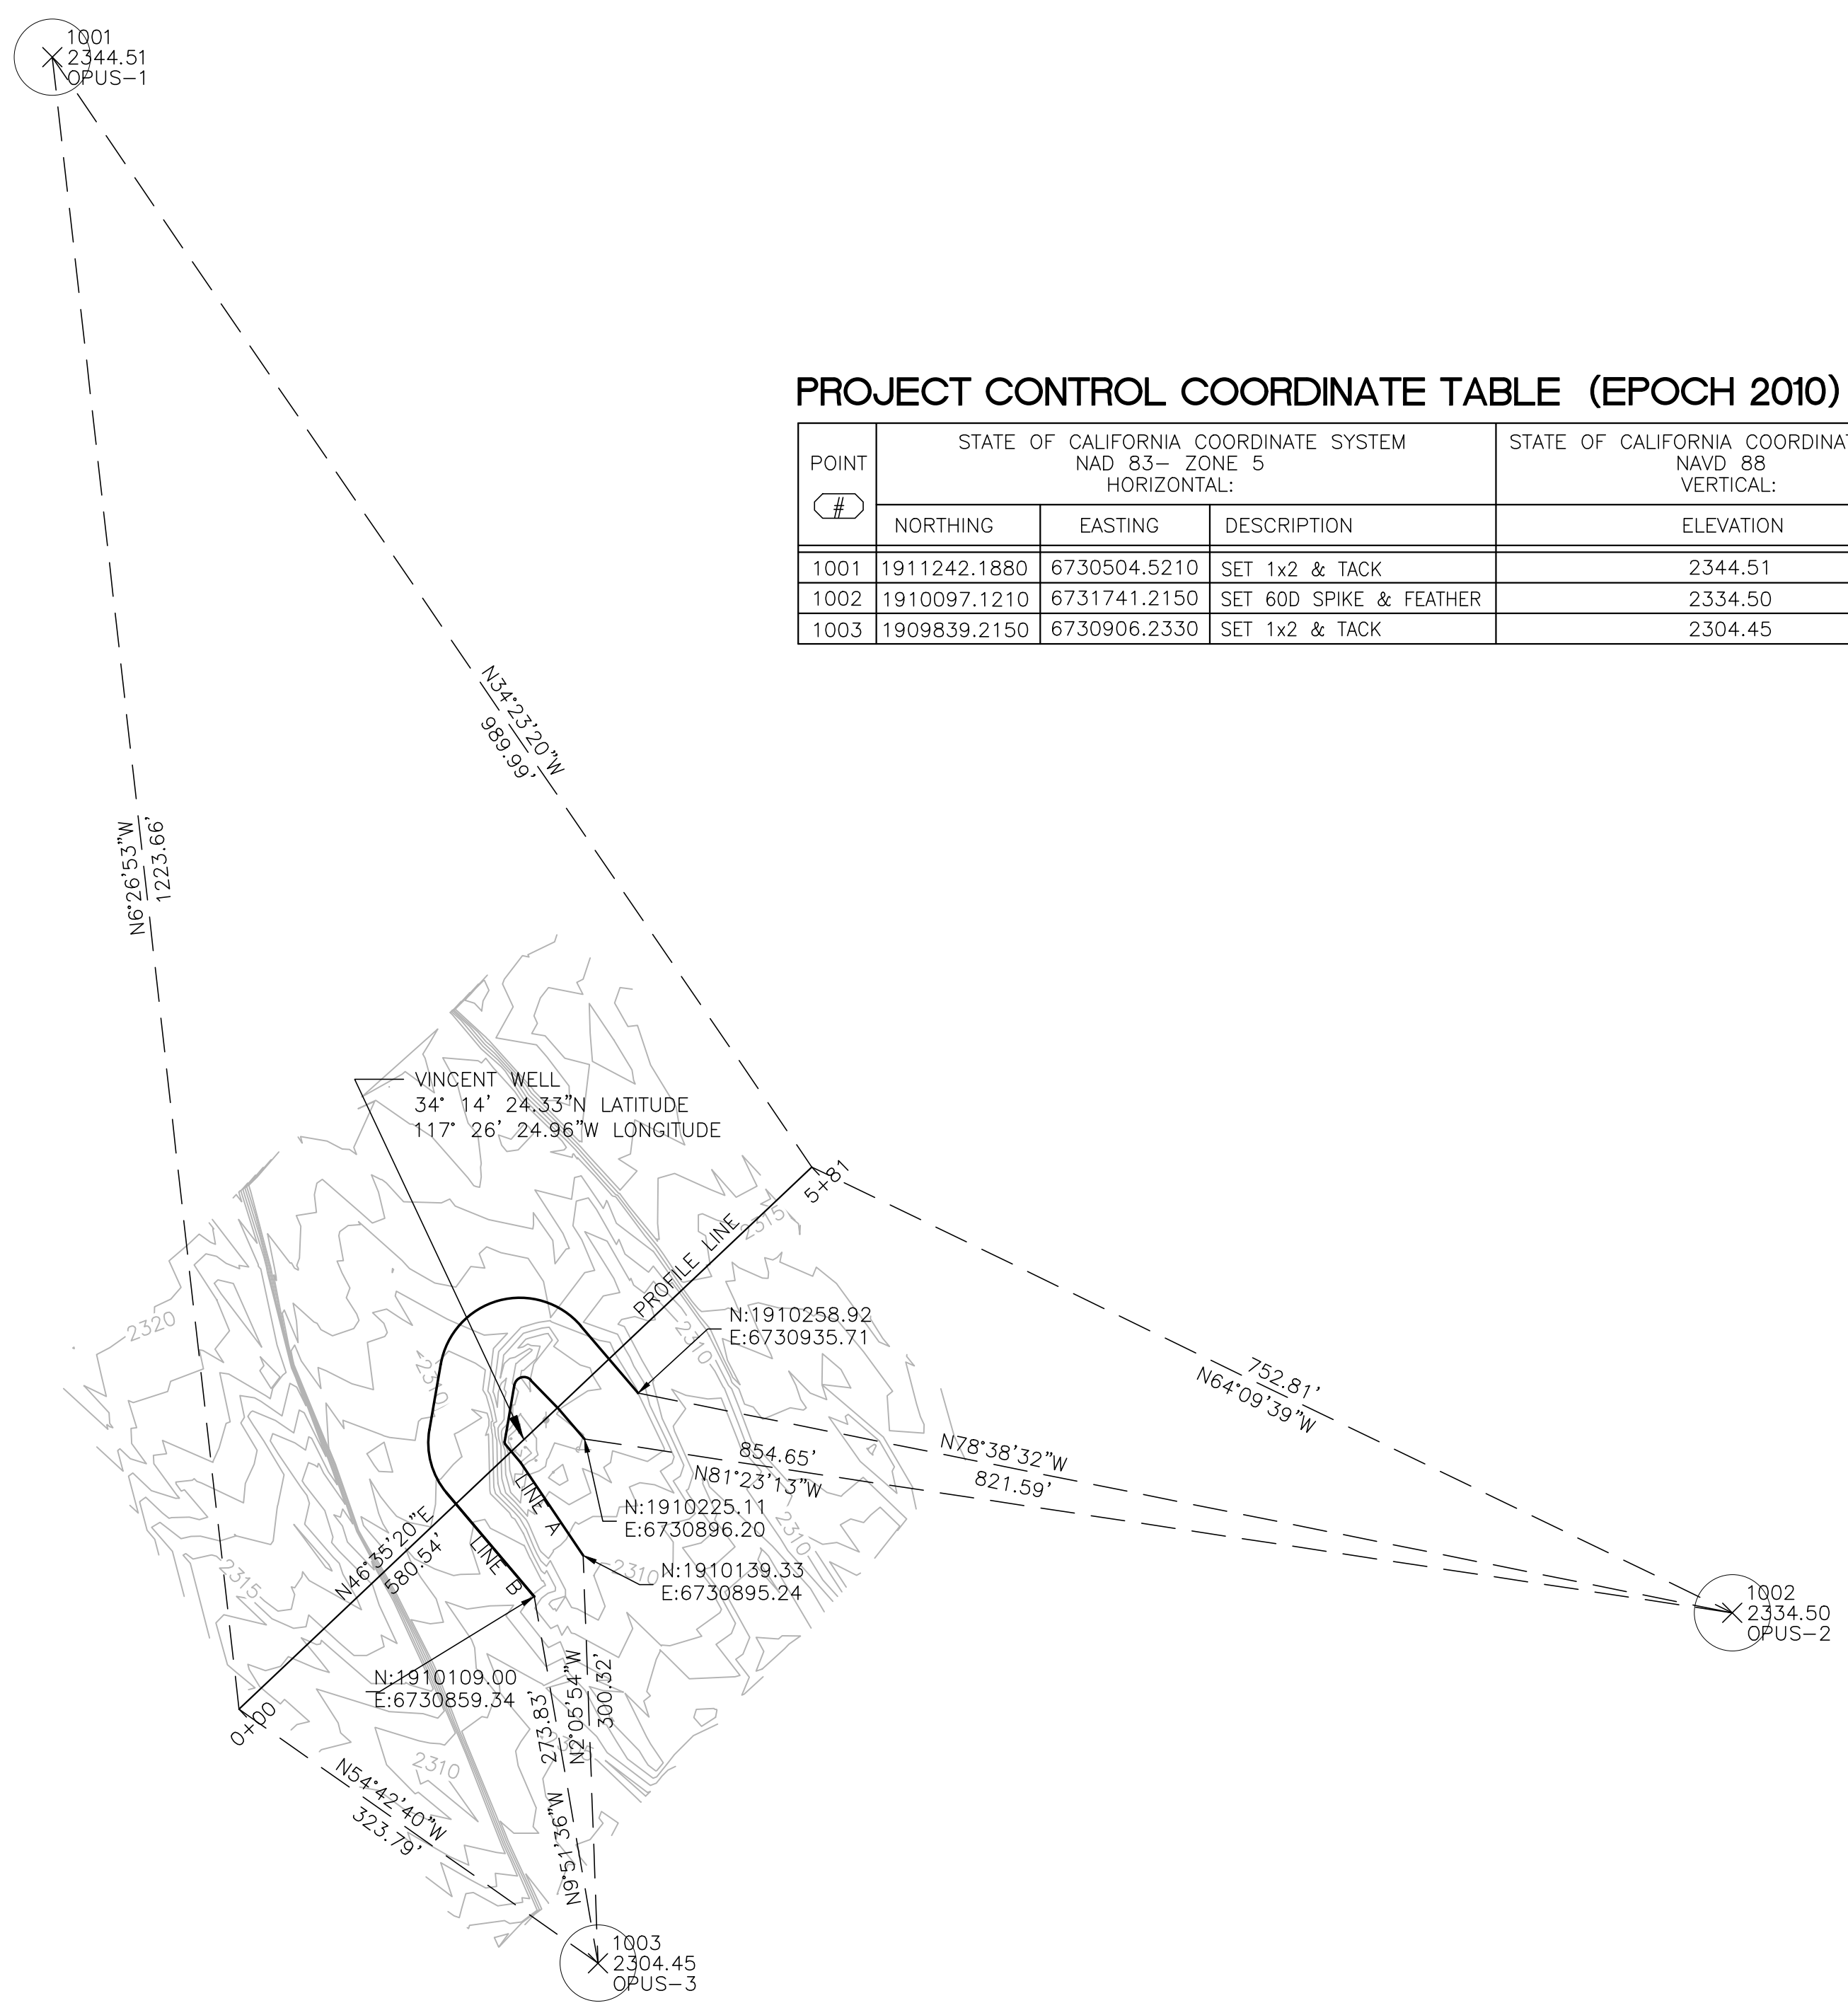 1001
2344.51
OPUS-1
PROJECT CONTROL COORDINATE TABLE (EPOCH 2010)
POINT
#
STATE OF CALIFORNIA COORDINATE SYSTEM
NAD 83- ZONE 5
HORIZONTAL:
STATE OF CALIFORNIA COORDINAT
NAVD 88
VERTICAL:
NORTHING EASTING DESCRIPTION ELEVATION
1001 1911242.1880 6730504.5210 SET 1x2 & TACK 2344.51
1002 1910097.1210 6731741.2150 SET 60D SPIKE & FEATHER 2334.50
1003 1909839.2150 6730906.2330 SET 1x2 & TACK 2304.45
N34°23'20"W
989.99'
N6°26'53"W
1223.66'
VINCENT WELL
34° 14' 24.33"N LATITUDE
117° 26' 24.96"W LONGITUDE
5+81
2315
PROFILE LINE
2320
N:1910258.92
E:6730935.71
2310
2310
752.81'
N64°09'39"W
N78°38'32"W
821.59'
854.65'
N81°23'13"W
LINE A
N:1910225.11
E:6730896.20
2310
N46°35'20"E
580.54'
LINE B
2310
N:1910139.33
E:6730895.24
2315
1002
2334.50
OPUS-2
N:1910109.00
E:6730859.34
0+00
N2°05'54"W
300.32'
273.83'
N9°51'36"W
2310
N54°42'40"W
323.79'
1003
2304.45
OPUS-3